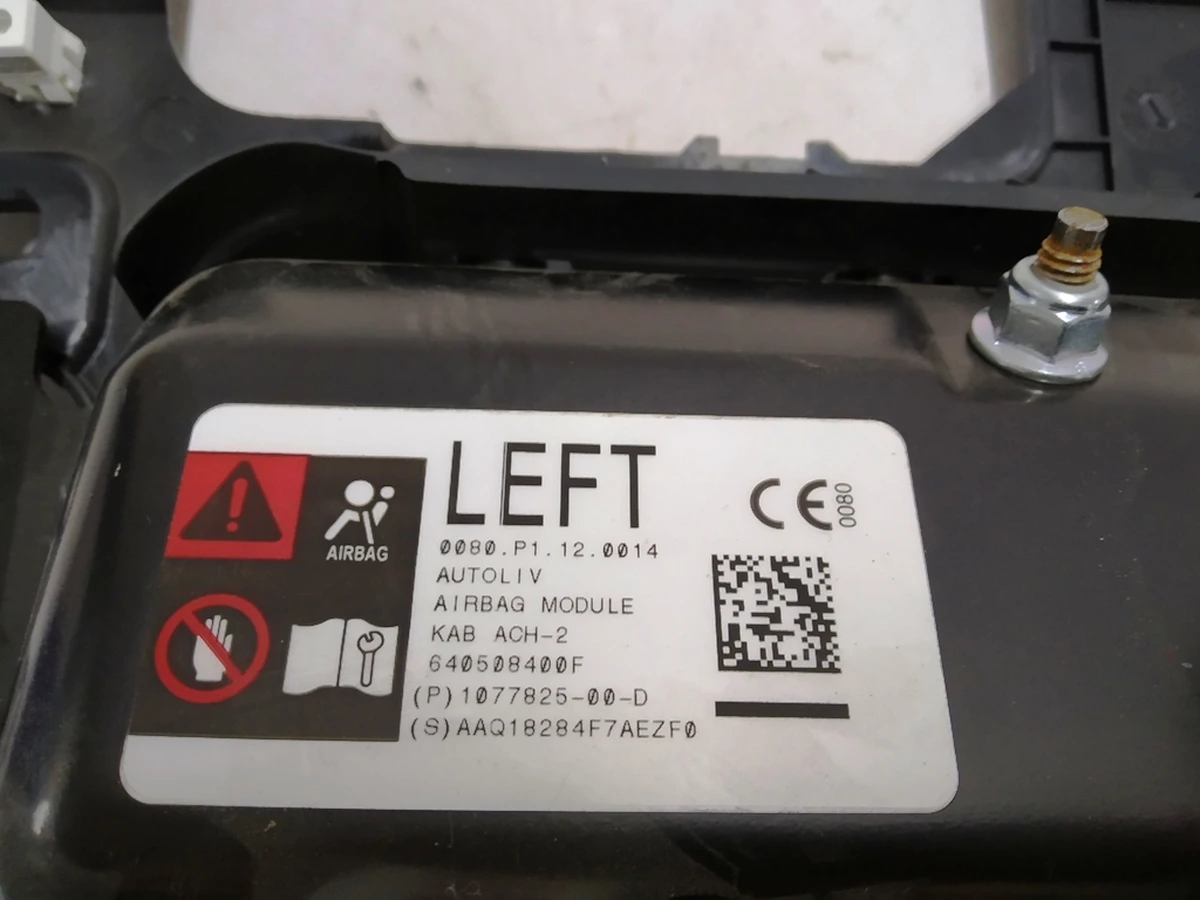 LEFT
0080.P1.12.0014
AUTOLIV
AIRBAG MODULE
KAB ACH-2
640508400F
(P)1077825-00-D
(S)AAQ18284F7AEZF0
AIRBAG
CE 0080